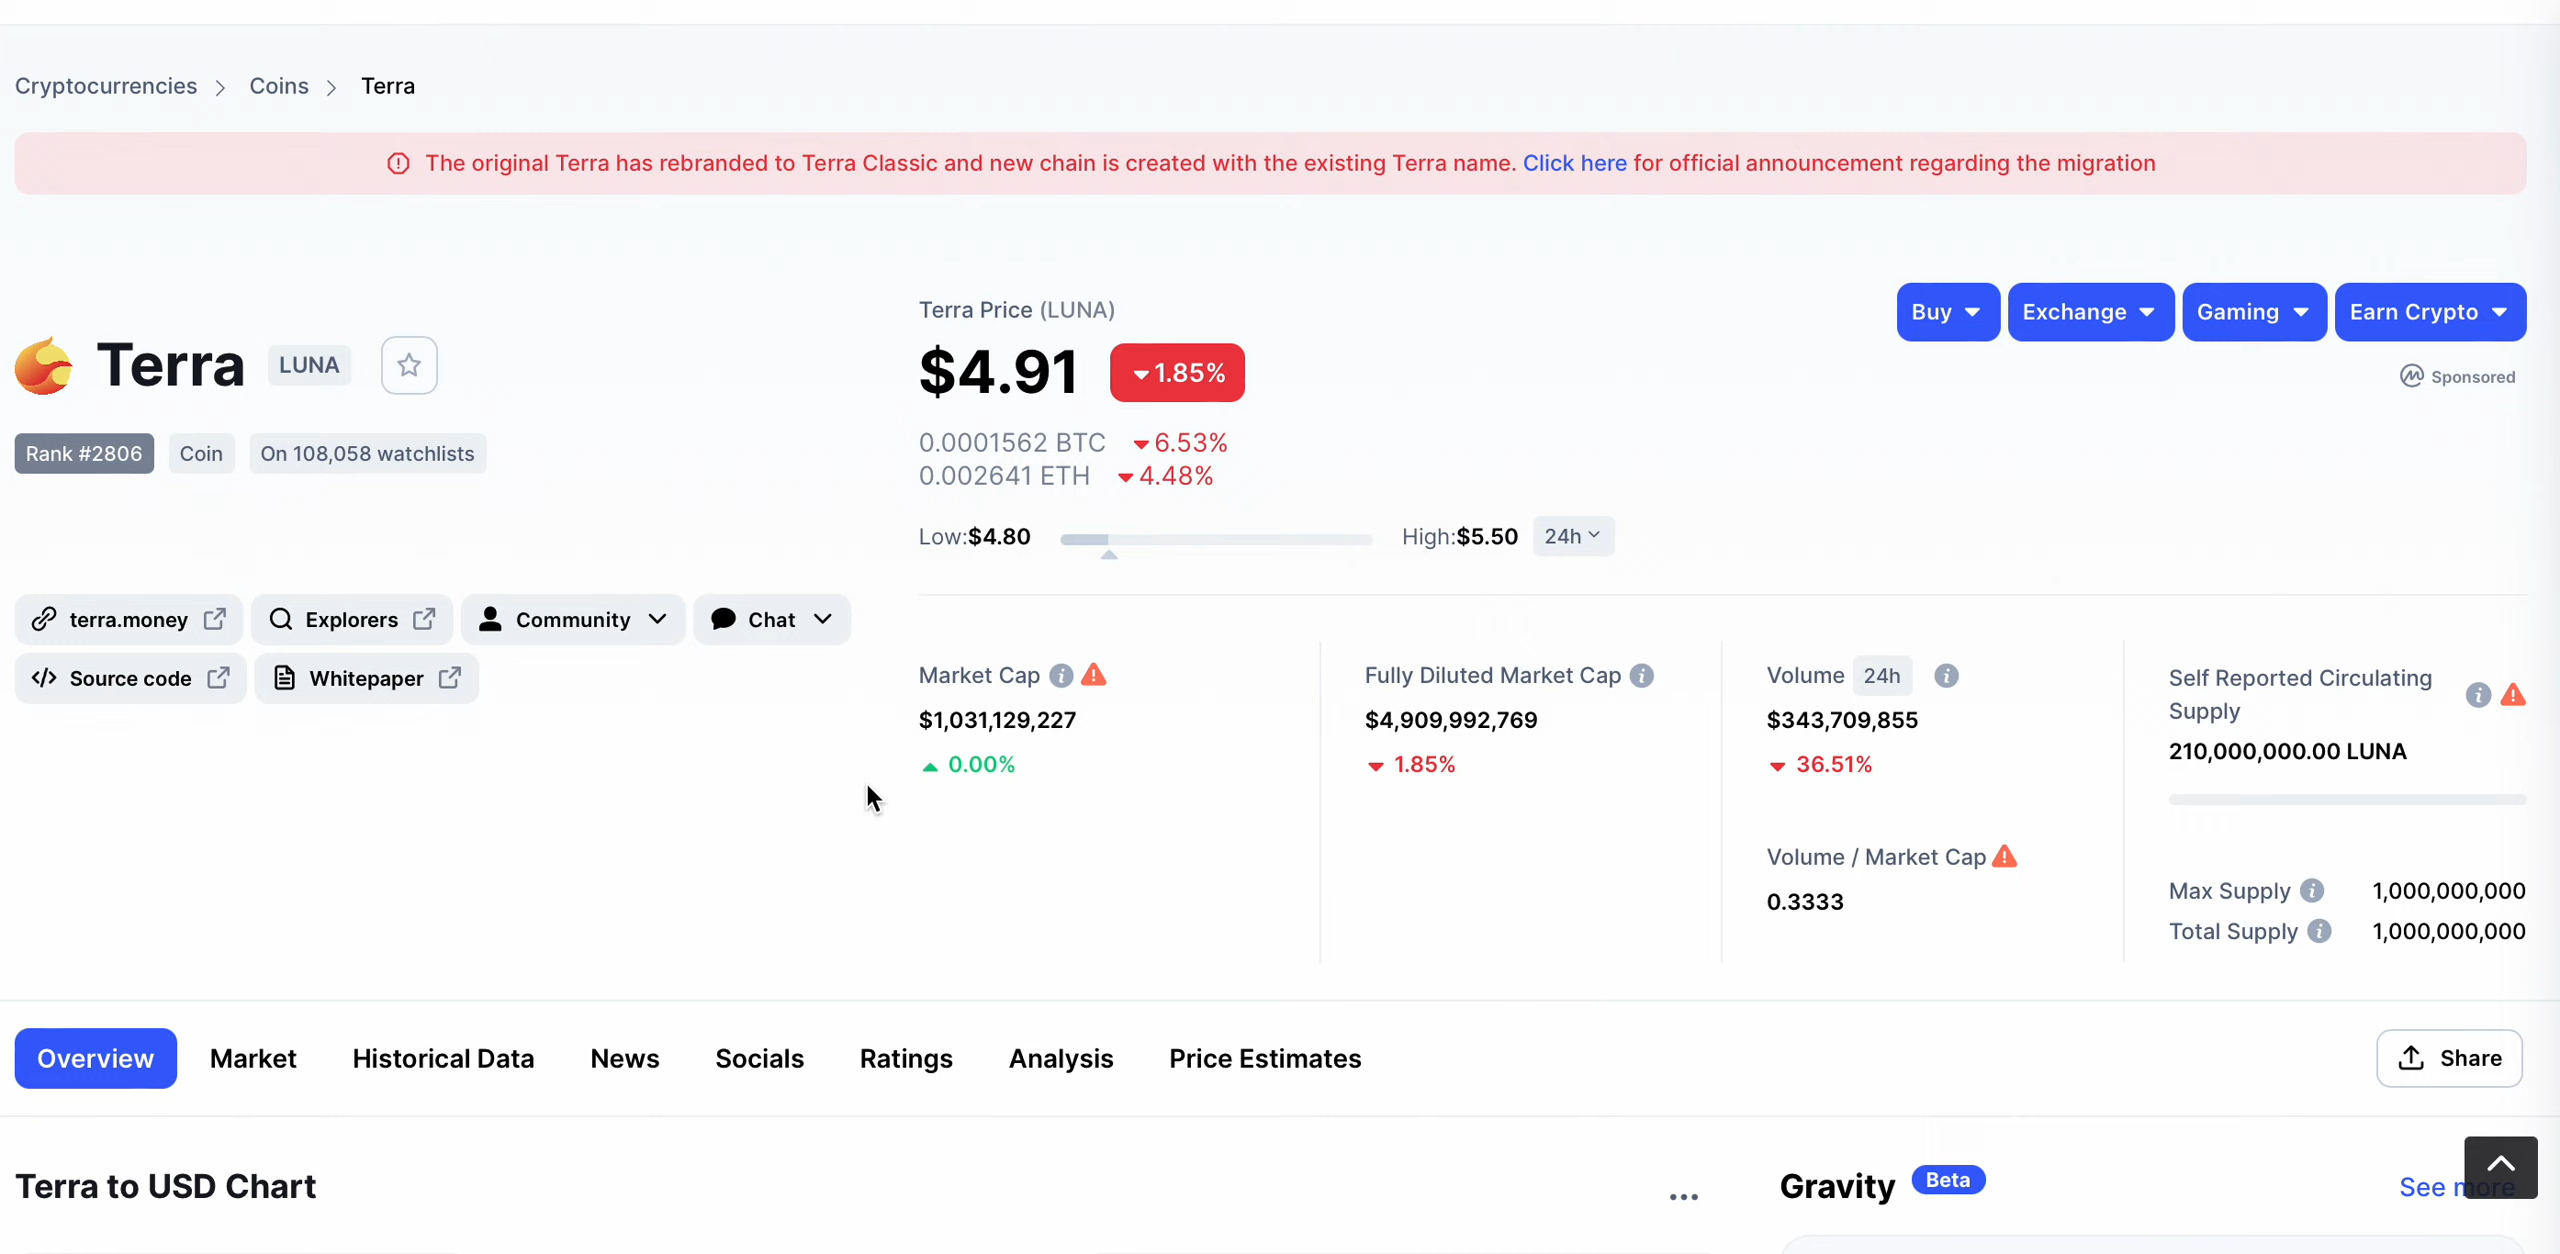 Cryptocurrencies > Coins > Terra
The original Terra has rebranded to Terra Classic and new chain is created with the existing Terra name. Click here for official announcement regarding the migration
Terra LUNA
Rank #2806 Coin On 108,058 watchlists
terra.money Explorers Community Chat
Source code Whitepaper
Terra Price (LUNA)
$4.91 1.85%
0.0001562 BTC 6.53%
0.002641 ETH 4.48%
Low:$4.80 High:$5.50 24h
Buy Exchange Gaming Earn Crypto
Sponsored
Market Cap
$1,031,129,227
0.00%
Fully Diluted Market Cap
$4,909,992,769
1.85%
Volume 24h
$343,709,855
36.51%
Volume / Market Cap
0.3333
Self Reported Circulating
Supply
210,000,000.00 LUNA
Max Supply 1,000,000,000
Total Supply 1,000,000,000
Overview Market Historical Data News Socials Ratings Analysis Price Estimates Share
Terra to USD Chart
Gravity Beta See more